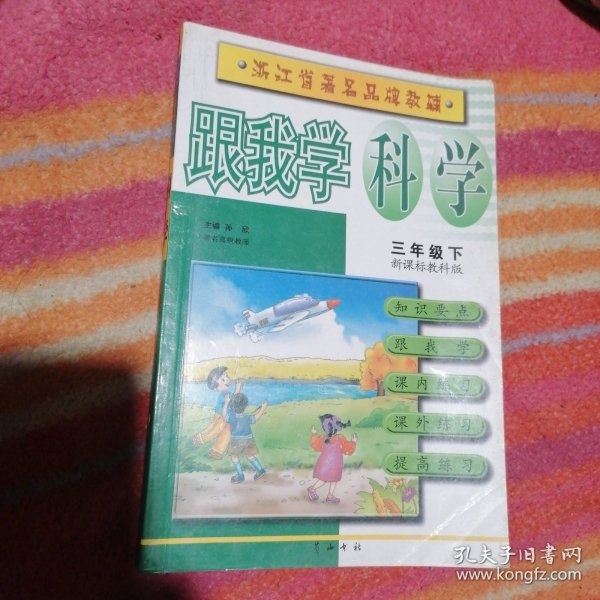 ·浙江省著名品牌教辅·
跟我学 科学
主编 孙 欣
三年级下
新课标教科版
知识要点
跟我学
课内练习
课外练习
提高练习
孔夫子旧书网
www.kongfz.com